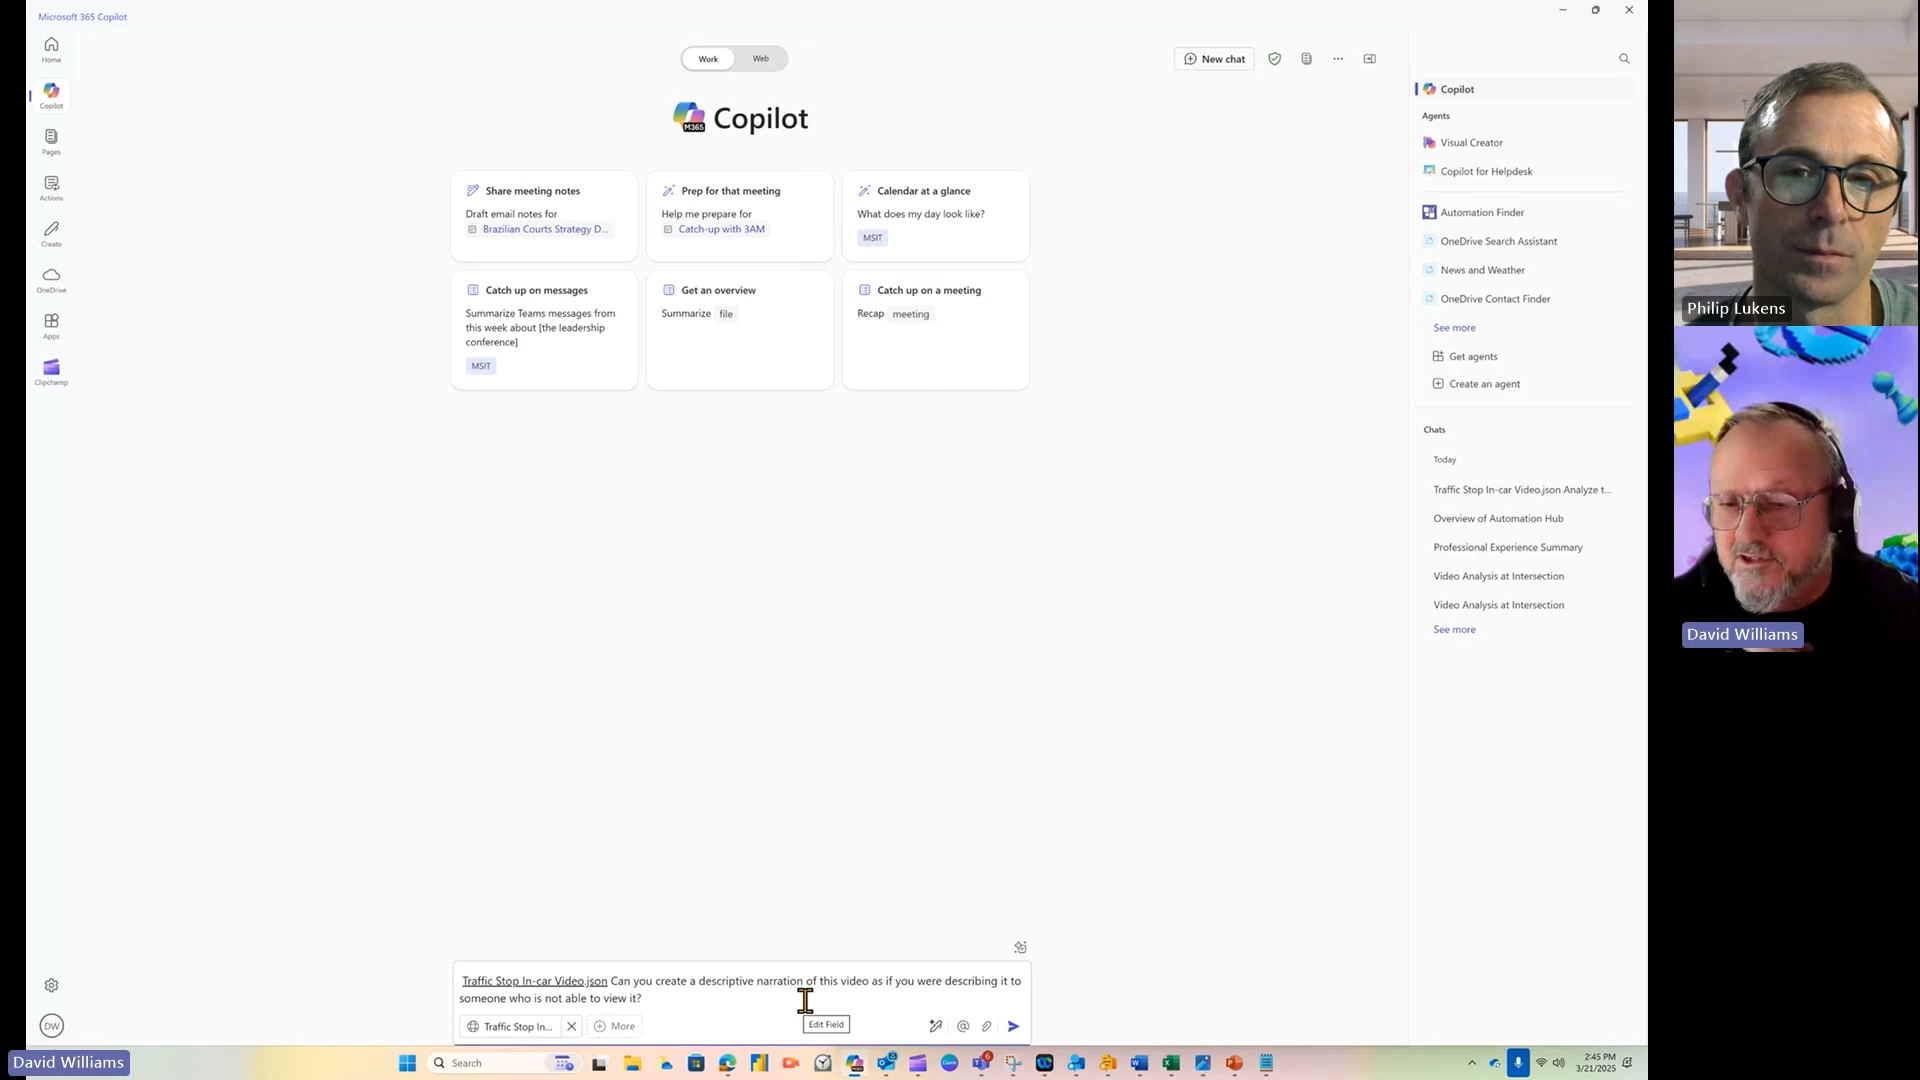 Microsoft 365 Copilot
Home
Copilot
Pages
Actions
Create
OneDrive
Apps
Clipchamp
DW
Work
Web
New chat
M365
Copilot
Share meeting notes
Draft email notes for
Brazilian Courts Strategy D...
Prep for that meeting
Help me prepare for
Catch-up with 3AM
Calendar at a glance
What does my day look like?
MSIT
Catch up on messages
Summarize Teams messages from
this week about [the leadership
conference]
MSIT
Get an overview
Summarize file
Catch up on a meeting
Recap meeting
Traffic Stop In-car Video.json Can you create a descriptive narration of this video as if you were describing it to
someone who is not able to view it?
Traffic Stop In...
More
Edit Field
Copilot
Agents
Visual Creator
Copilot for Helpdesk
Automation Finder
OneDrive Search Assistant
News and Weather
OneDrive Contact Finder
See more
Get agents
Create an agent
Chats
Today
Traffic Stop In-car Video.json Analyze t...
Overview of Automation Hub
Professional Experience Summary
Video Analysis at Intersection
Video Analysis at Intersection
See more
Philip Lukens
David Williams
David Williams
Search
6
2:45 PM
3/21/2025